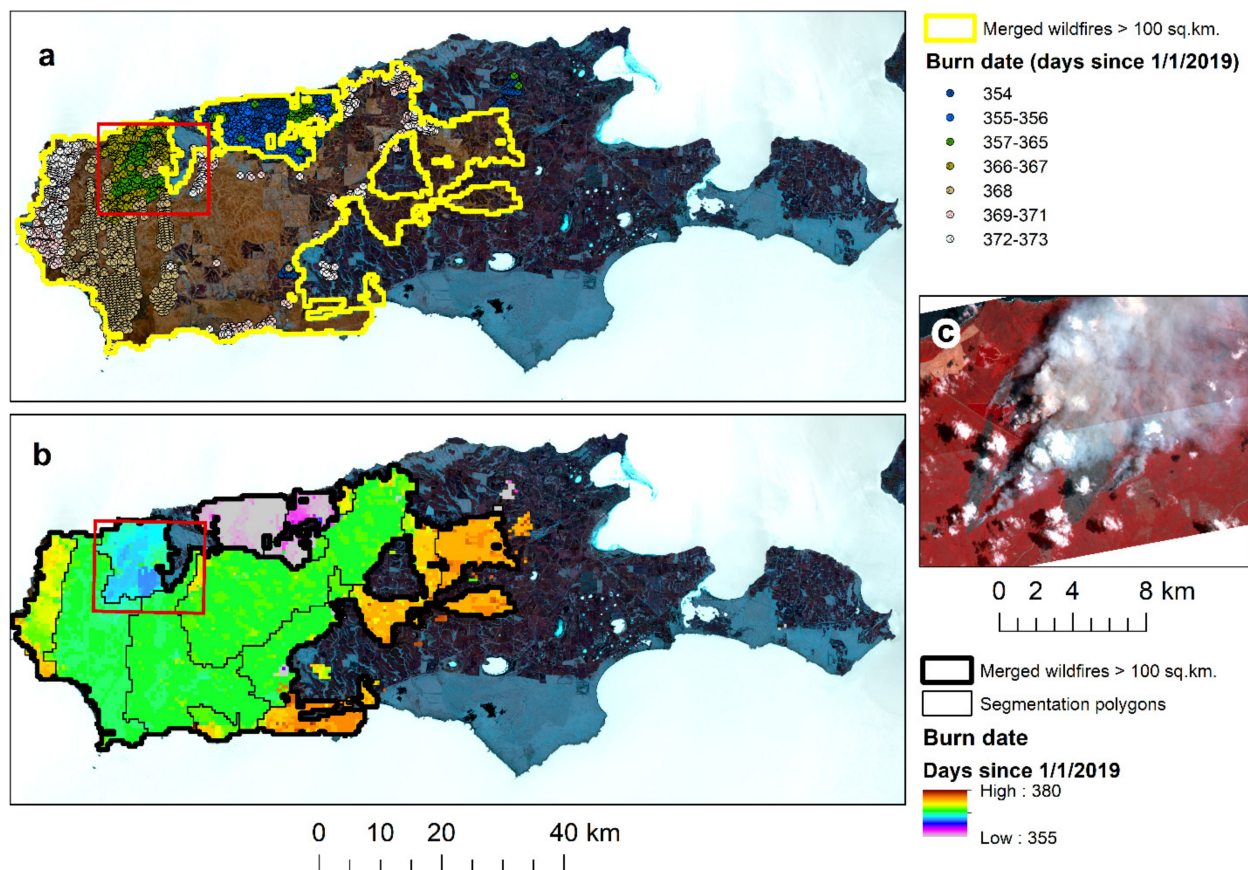 a
Merged wildfires > 100 sq.km.
Burn date (days since 1/1/2019)
354
355-356
357-365
366-367
368
369-371
372-373
c
0 4 8 km
b
Merged wildfires > 100 sq.km.
Segmentation polygons
Burn date
Days since 1/1/2019
High : 380
Low : 355
0 10 20 40 km